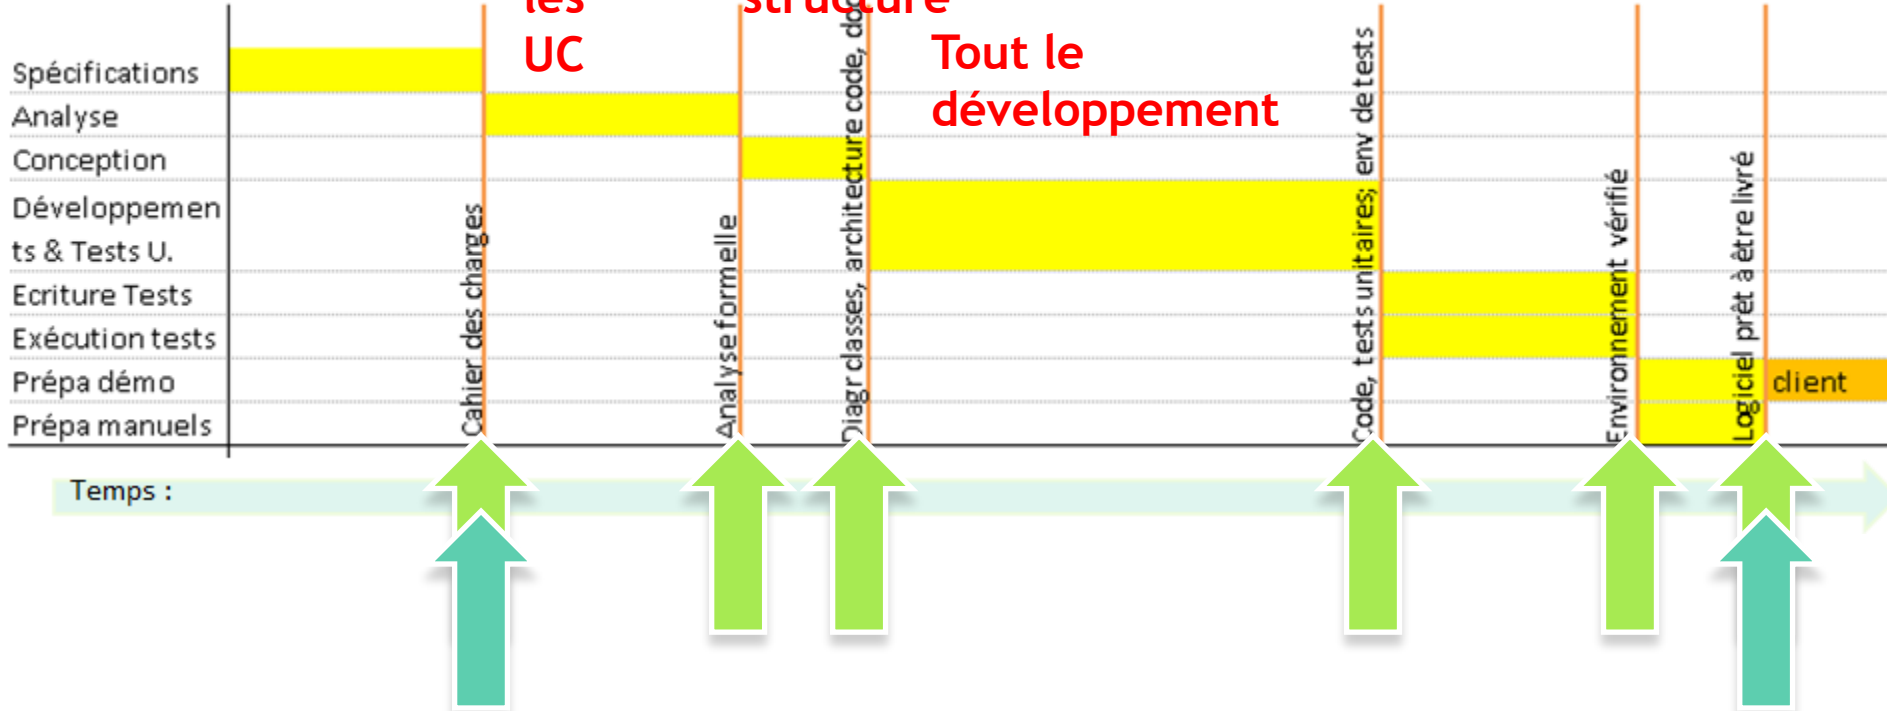 les
UC
structure
Tout le
développement
Spécifications
Analyse
Conception
Développemen
ts & Tests U.
Ecriture Tests
Exécution tests
Prépa démo
Prépa manuels
Cahier des charges
Analyse formelle
Diagr classes, architecture code,
Code, tests unitaires; env de tests
Environnement vérifié
Logiciel prêt à être livré
client
Temps :